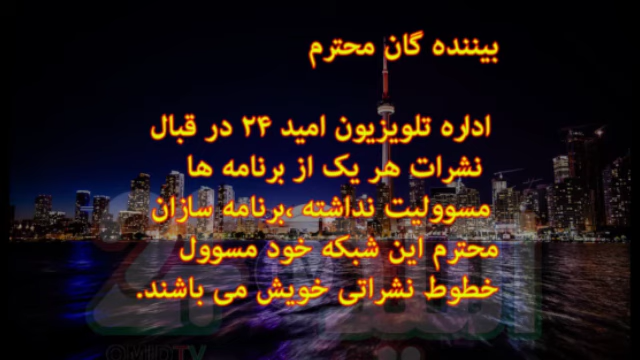 بیننده گان محترم
اداره تلویزیون امید ۲۴ در قبال
نشرات هر یک از برنامه ها
مسوولیت نداشته ،برنامه سازان
محترم این شبکه خود مسوول
خطوط نشراتی خویش می باشند.